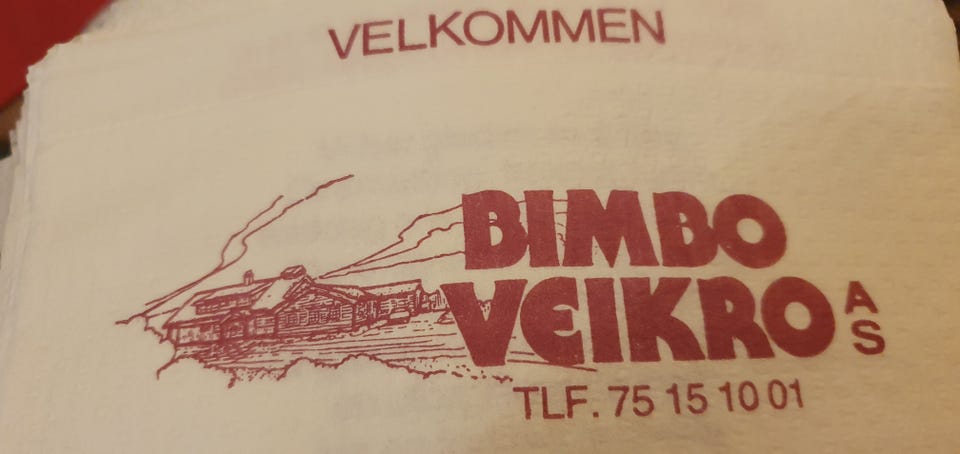 VELKOMMEN
BIMBO
VEIKRO AS
TLF. 75 15 10 01